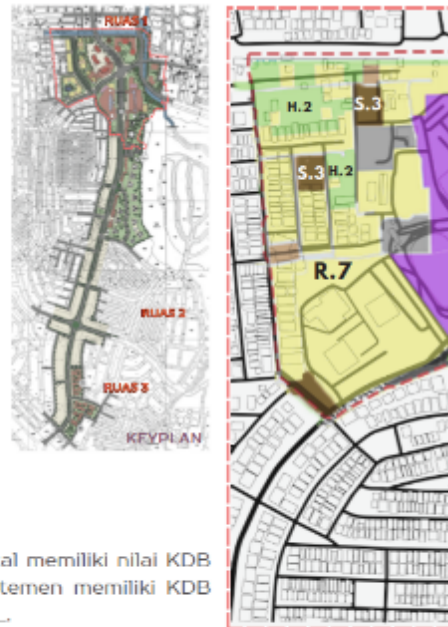 RUAS 1
RUAS 2
RUAS 3
KEYPLAN
H.2
S.3
S.3
H.2
R.7
al memiliki nilai KDB
temen memiliki KDB